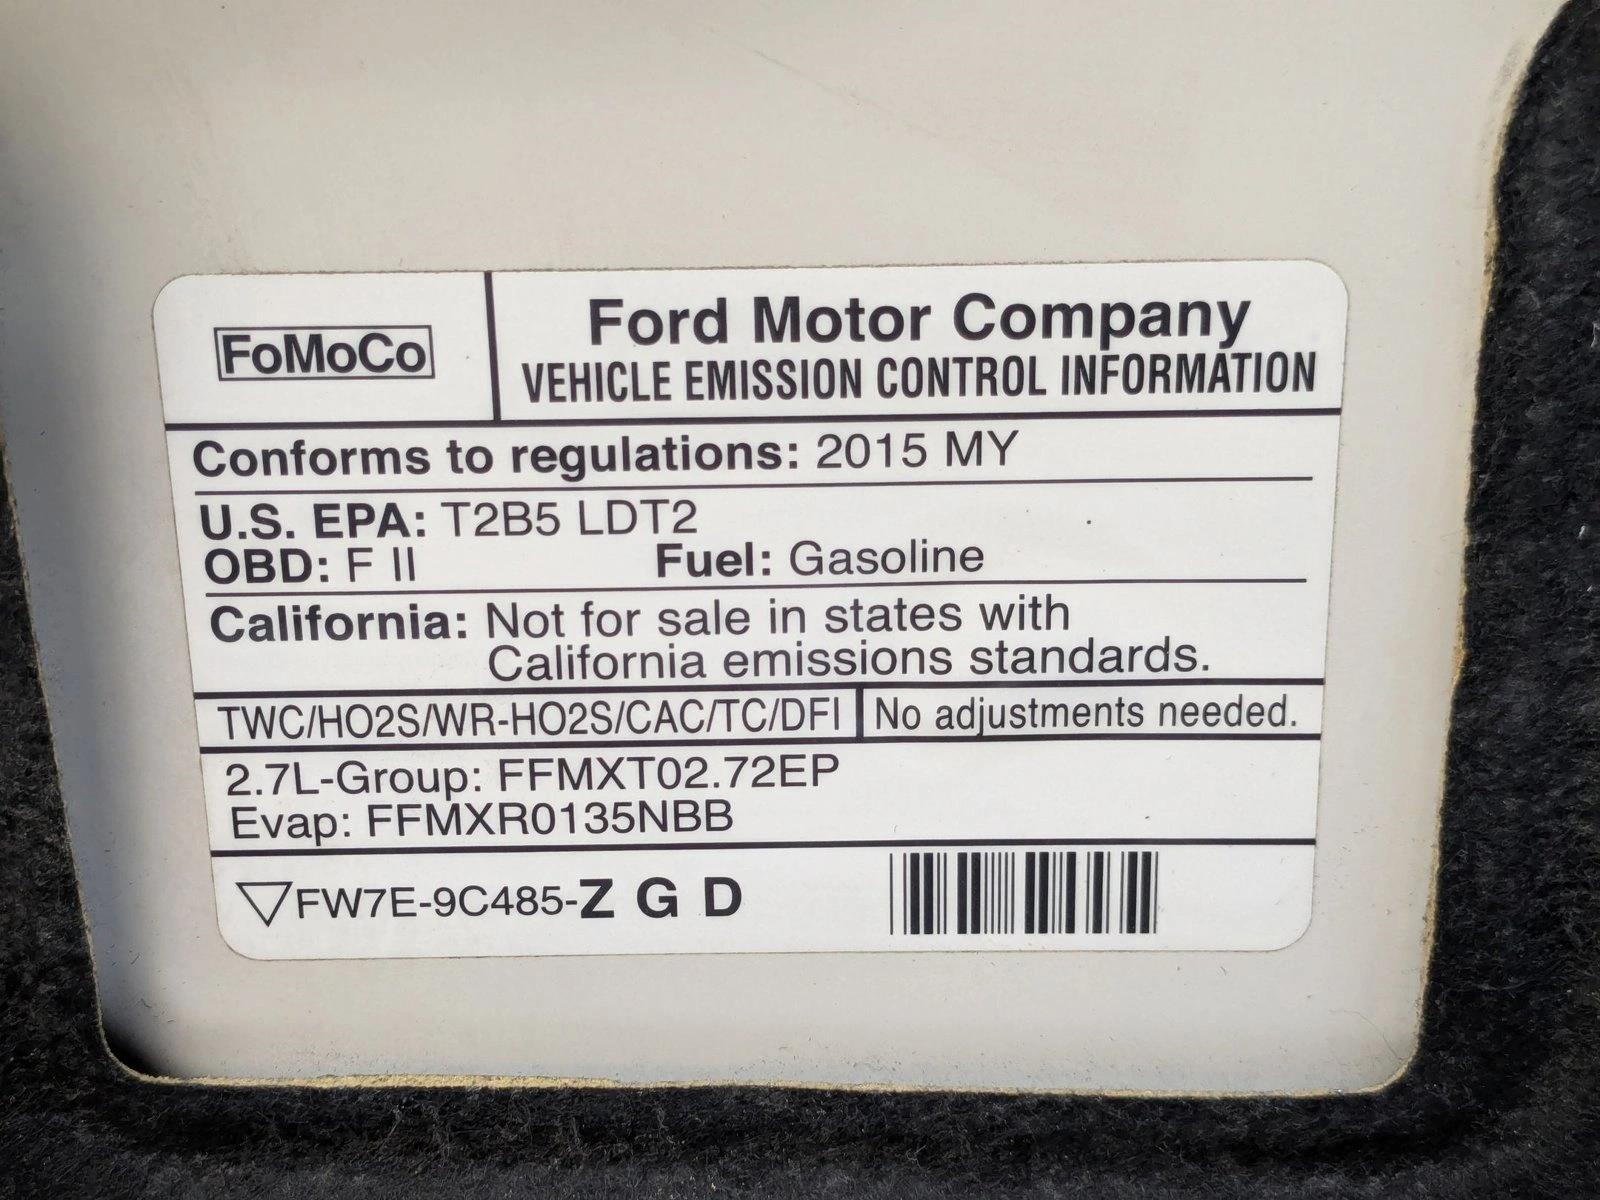 FoMoCo
Ford Motor Company
VEHICLE EMISSION CONTROL INFORMATION
Conforms to regulations: 2015 MY
U.S. EPA: T2B5 LDT2
OBD: F II Fuel: Gasoline
California: Not for sale in states with
California emissions standards.
TWC/HO2S/WR-HO2S/CAC/TC/DFI No adjustments needed.
2.7L-Group: FFMXT02.72EP
Evap: FFMXR0135NBB
FW7E-9C485-Z G D